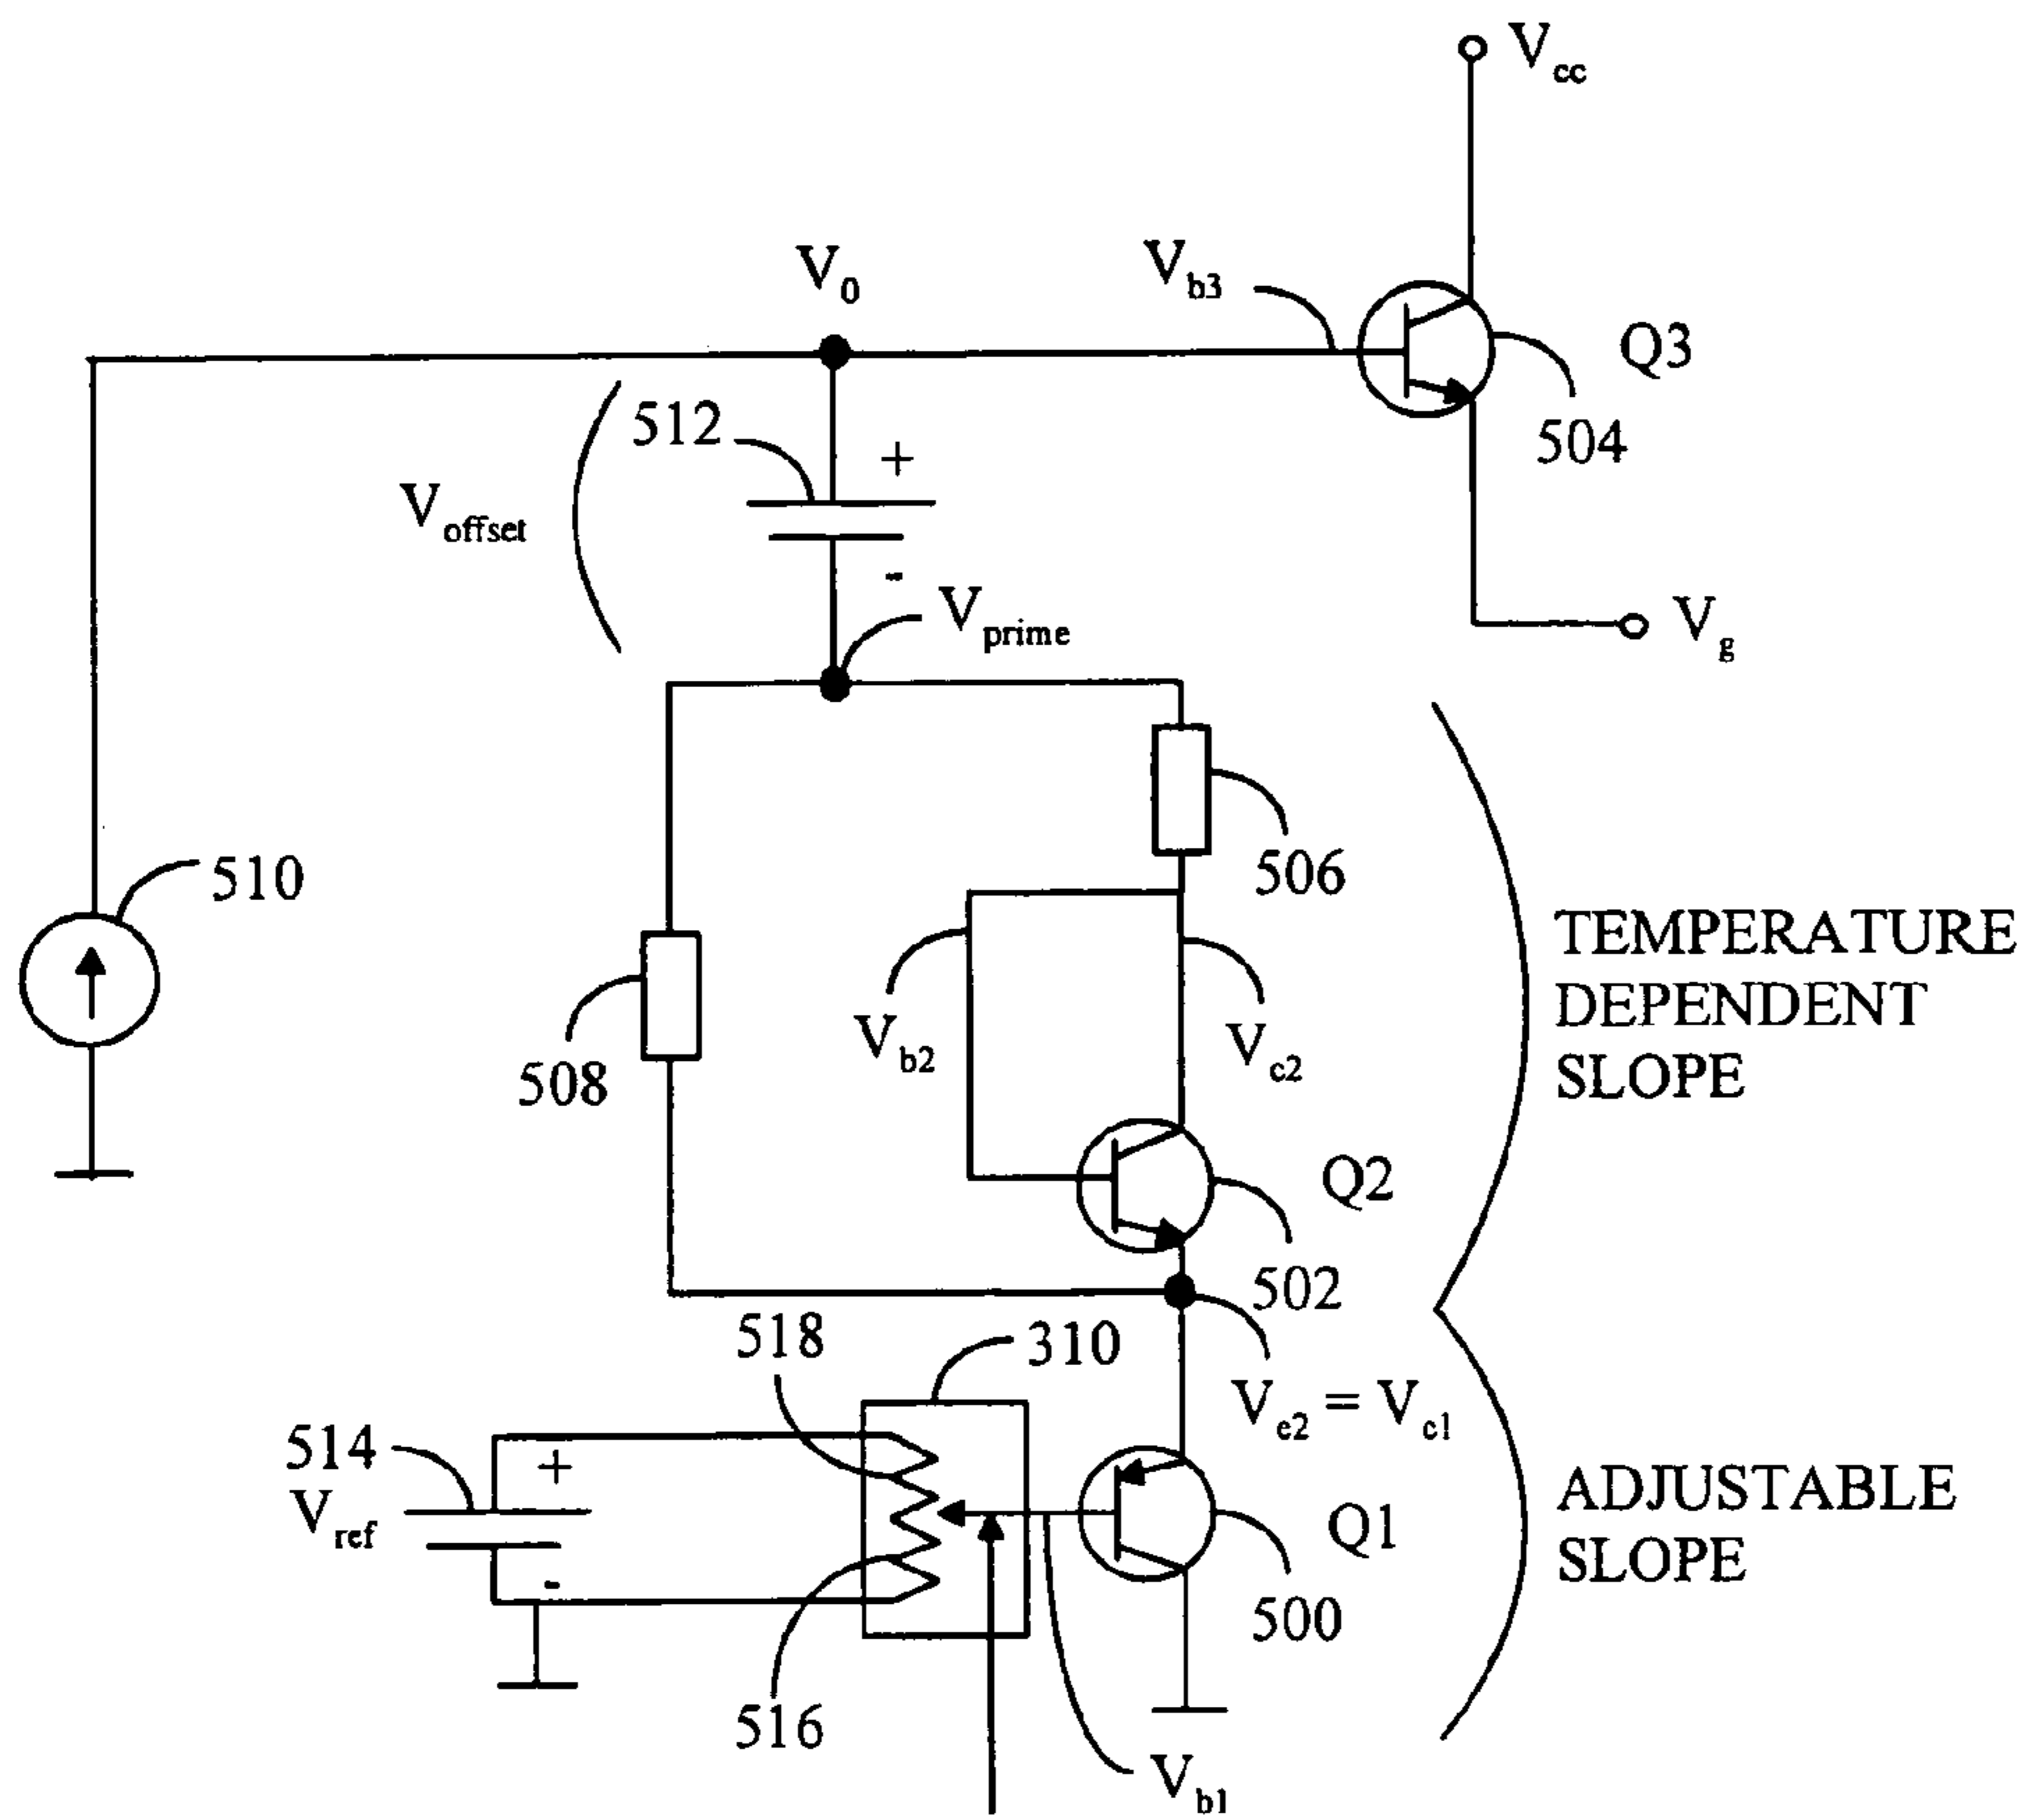 Vcc
V0
Vb3
Q3
504
512
+
Voffset
-
Vprime
Vg
506
510
508
Vb2
Vc2
TEMPERATURE
DEPENDENT
SLOPE
Q2
502
518
310
Ve2 = Vc1
514
+
Vref
-
Q1
ADJUSTABLE
SLOPE
500
516
Vb1